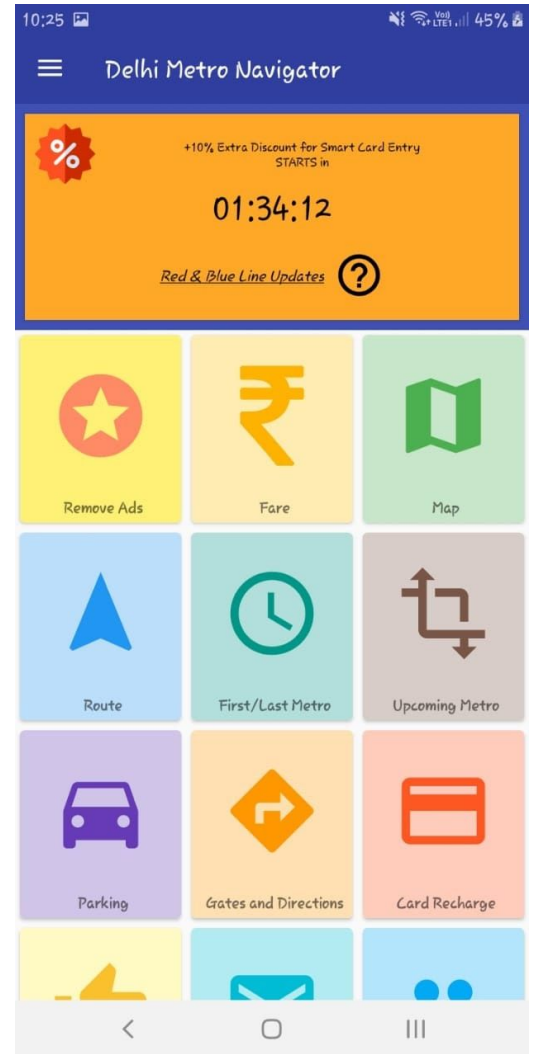 10:25 45%
Delhi Metro Navigator
%
+10% Extra Discount for Smart Card Entry
STARTS in
01:34:12
Red & Blue Line Updates ?
Remove Ads Fare Map
Route First/Last Metro Upcoming Metro
Parking Gates and Directions Card Recharge